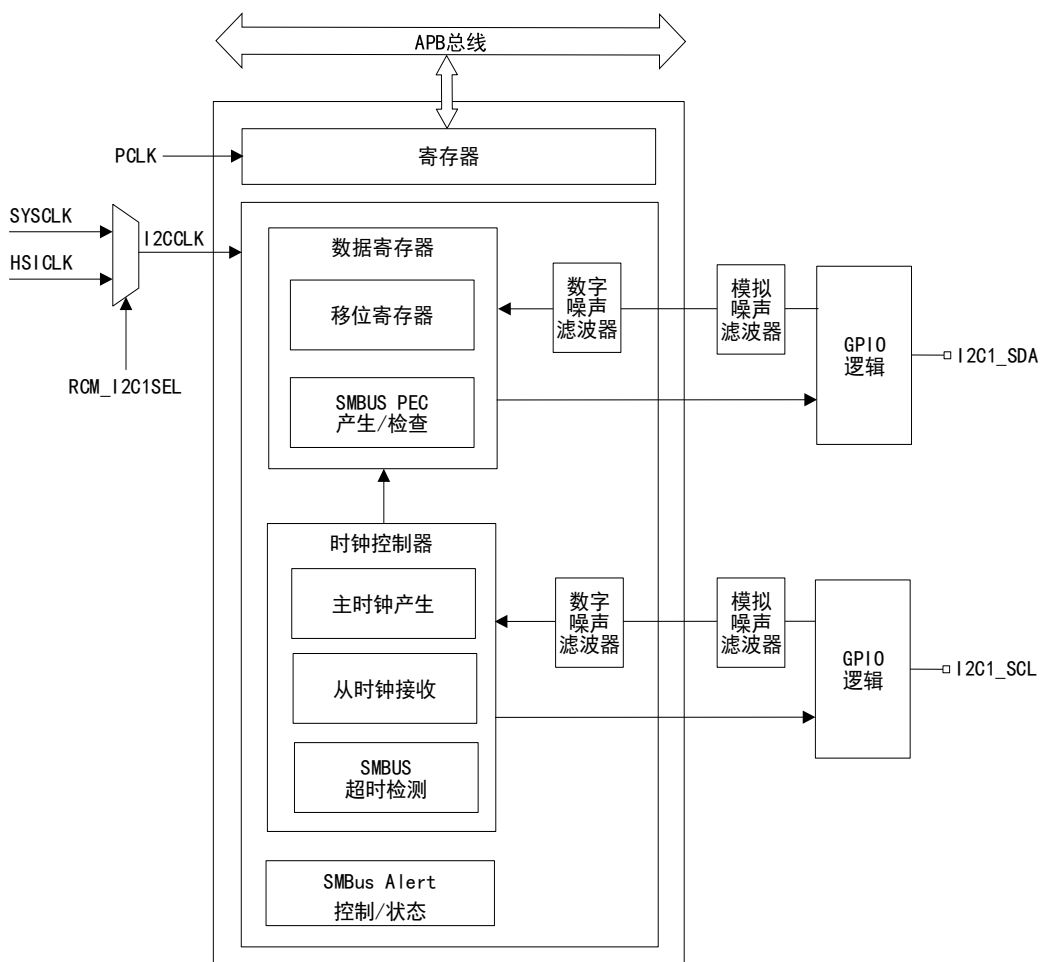 APB总线
寄存器
PCLK
SYSCLK
HSICLK
I2CCLK
RCM_I2C1SEL
数据寄存器
移位寄存器
SMBUS PEC
产生/检查
数字
噪声
滤波器
模拟
噪声
滤波器
GPIO
逻辑
I2C1_SDA
时钟控制器
主时钟产生
从时钟接收
SMBUS
超时检测
数字
噪声
滤波器
模拟
噪声
滤波器
GPIO
逻辑
I2C1_SCL
SMBus Alert
控制/状态